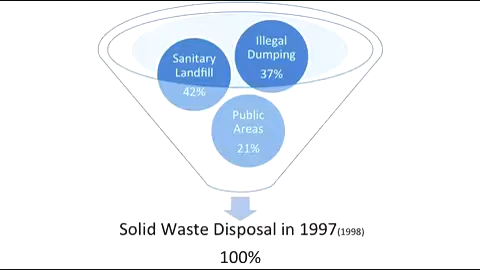 Illegal
Dumping
37%
Sanitary
Landfill
42%
Public
Areas
21%
Solid Waste Disposal in 1997(1998)
100%